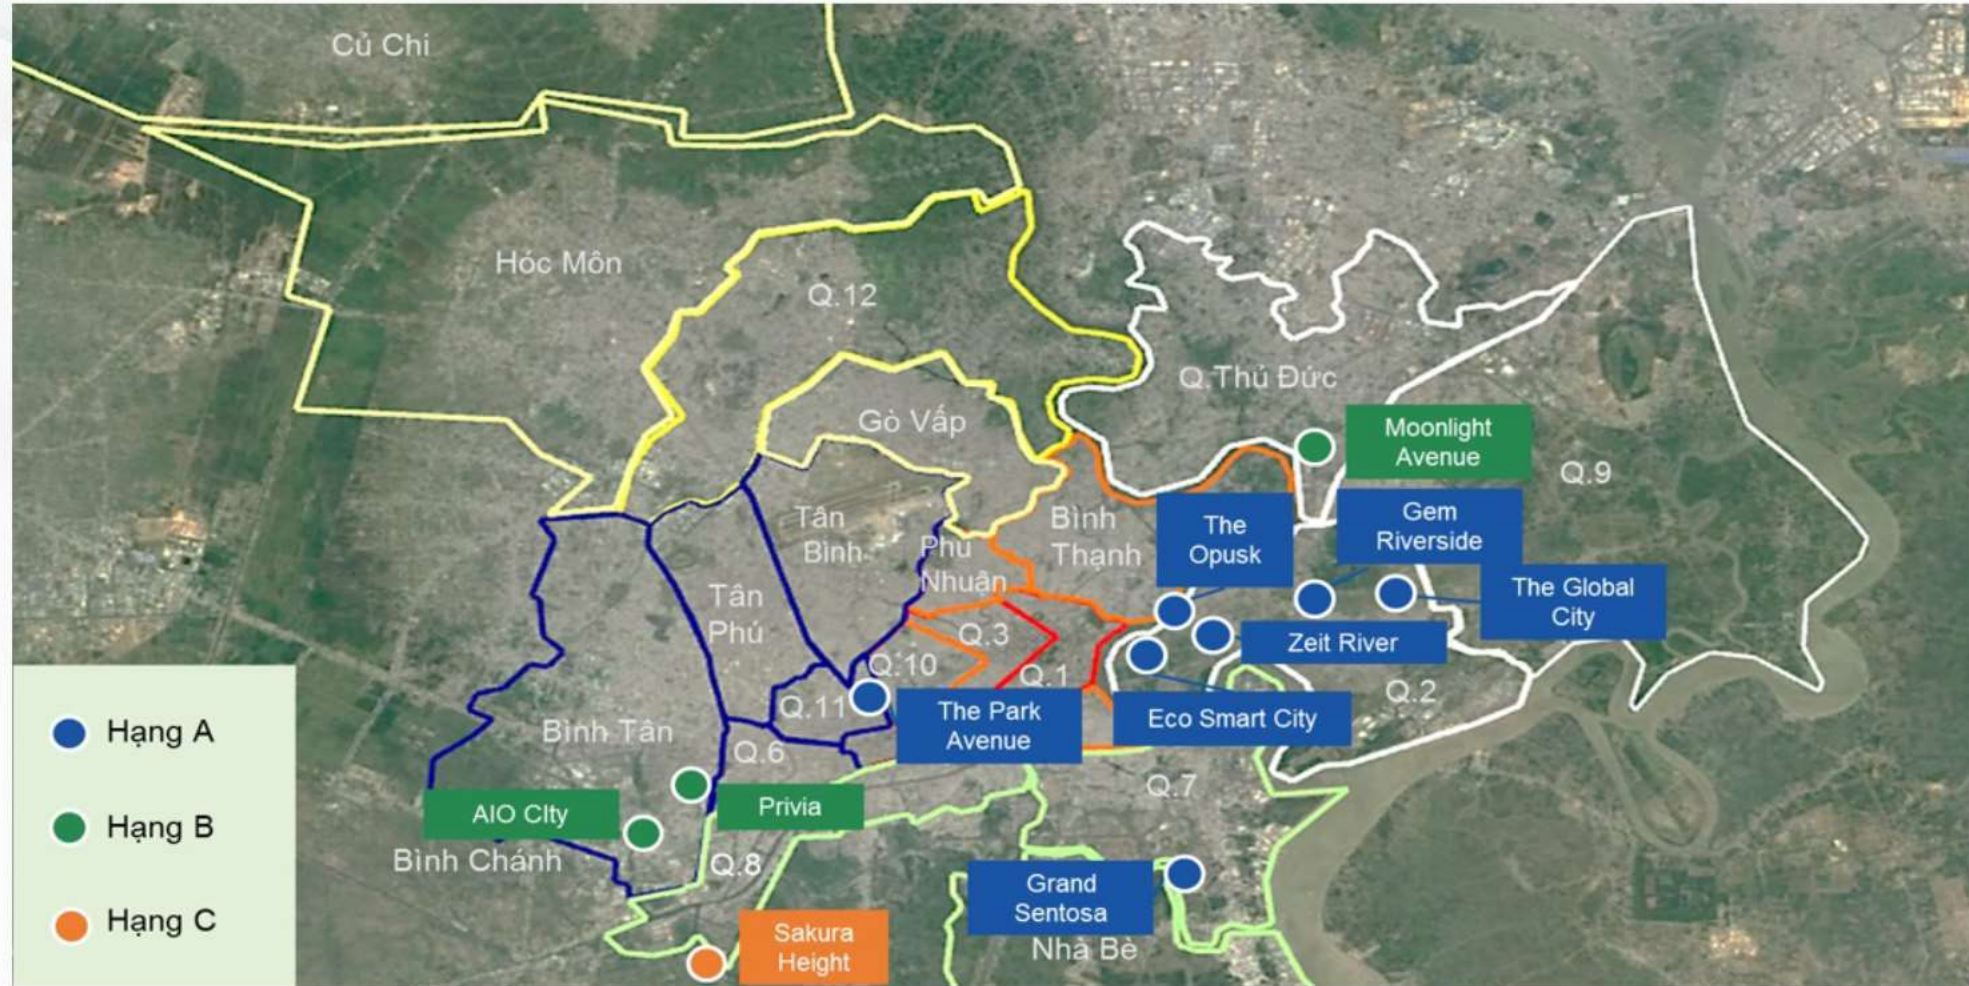 Củ Chi
Hóc Môn
Q.12
Q.Thủ Đức
Gò Vấp
Moonlight
Avenue
Q.9
Tân
Bình
Bình
Thạnh
Phú
Nhuận
The
Opusk
Gem
Riverside
The Global
City
Tân
Phú
Q.3
Zeit River
Q.10
Q.1
Q.2
Q.11
The Park
Avenue
Eco Smart City
Bình Tân
Q.6
Q.7
AIO CIty
Privia
Bình Chánh
Q.8
Grand
Sentosa
Nhà Bè
Sakura
Height
Hạng A
Hạng B
Hạng C